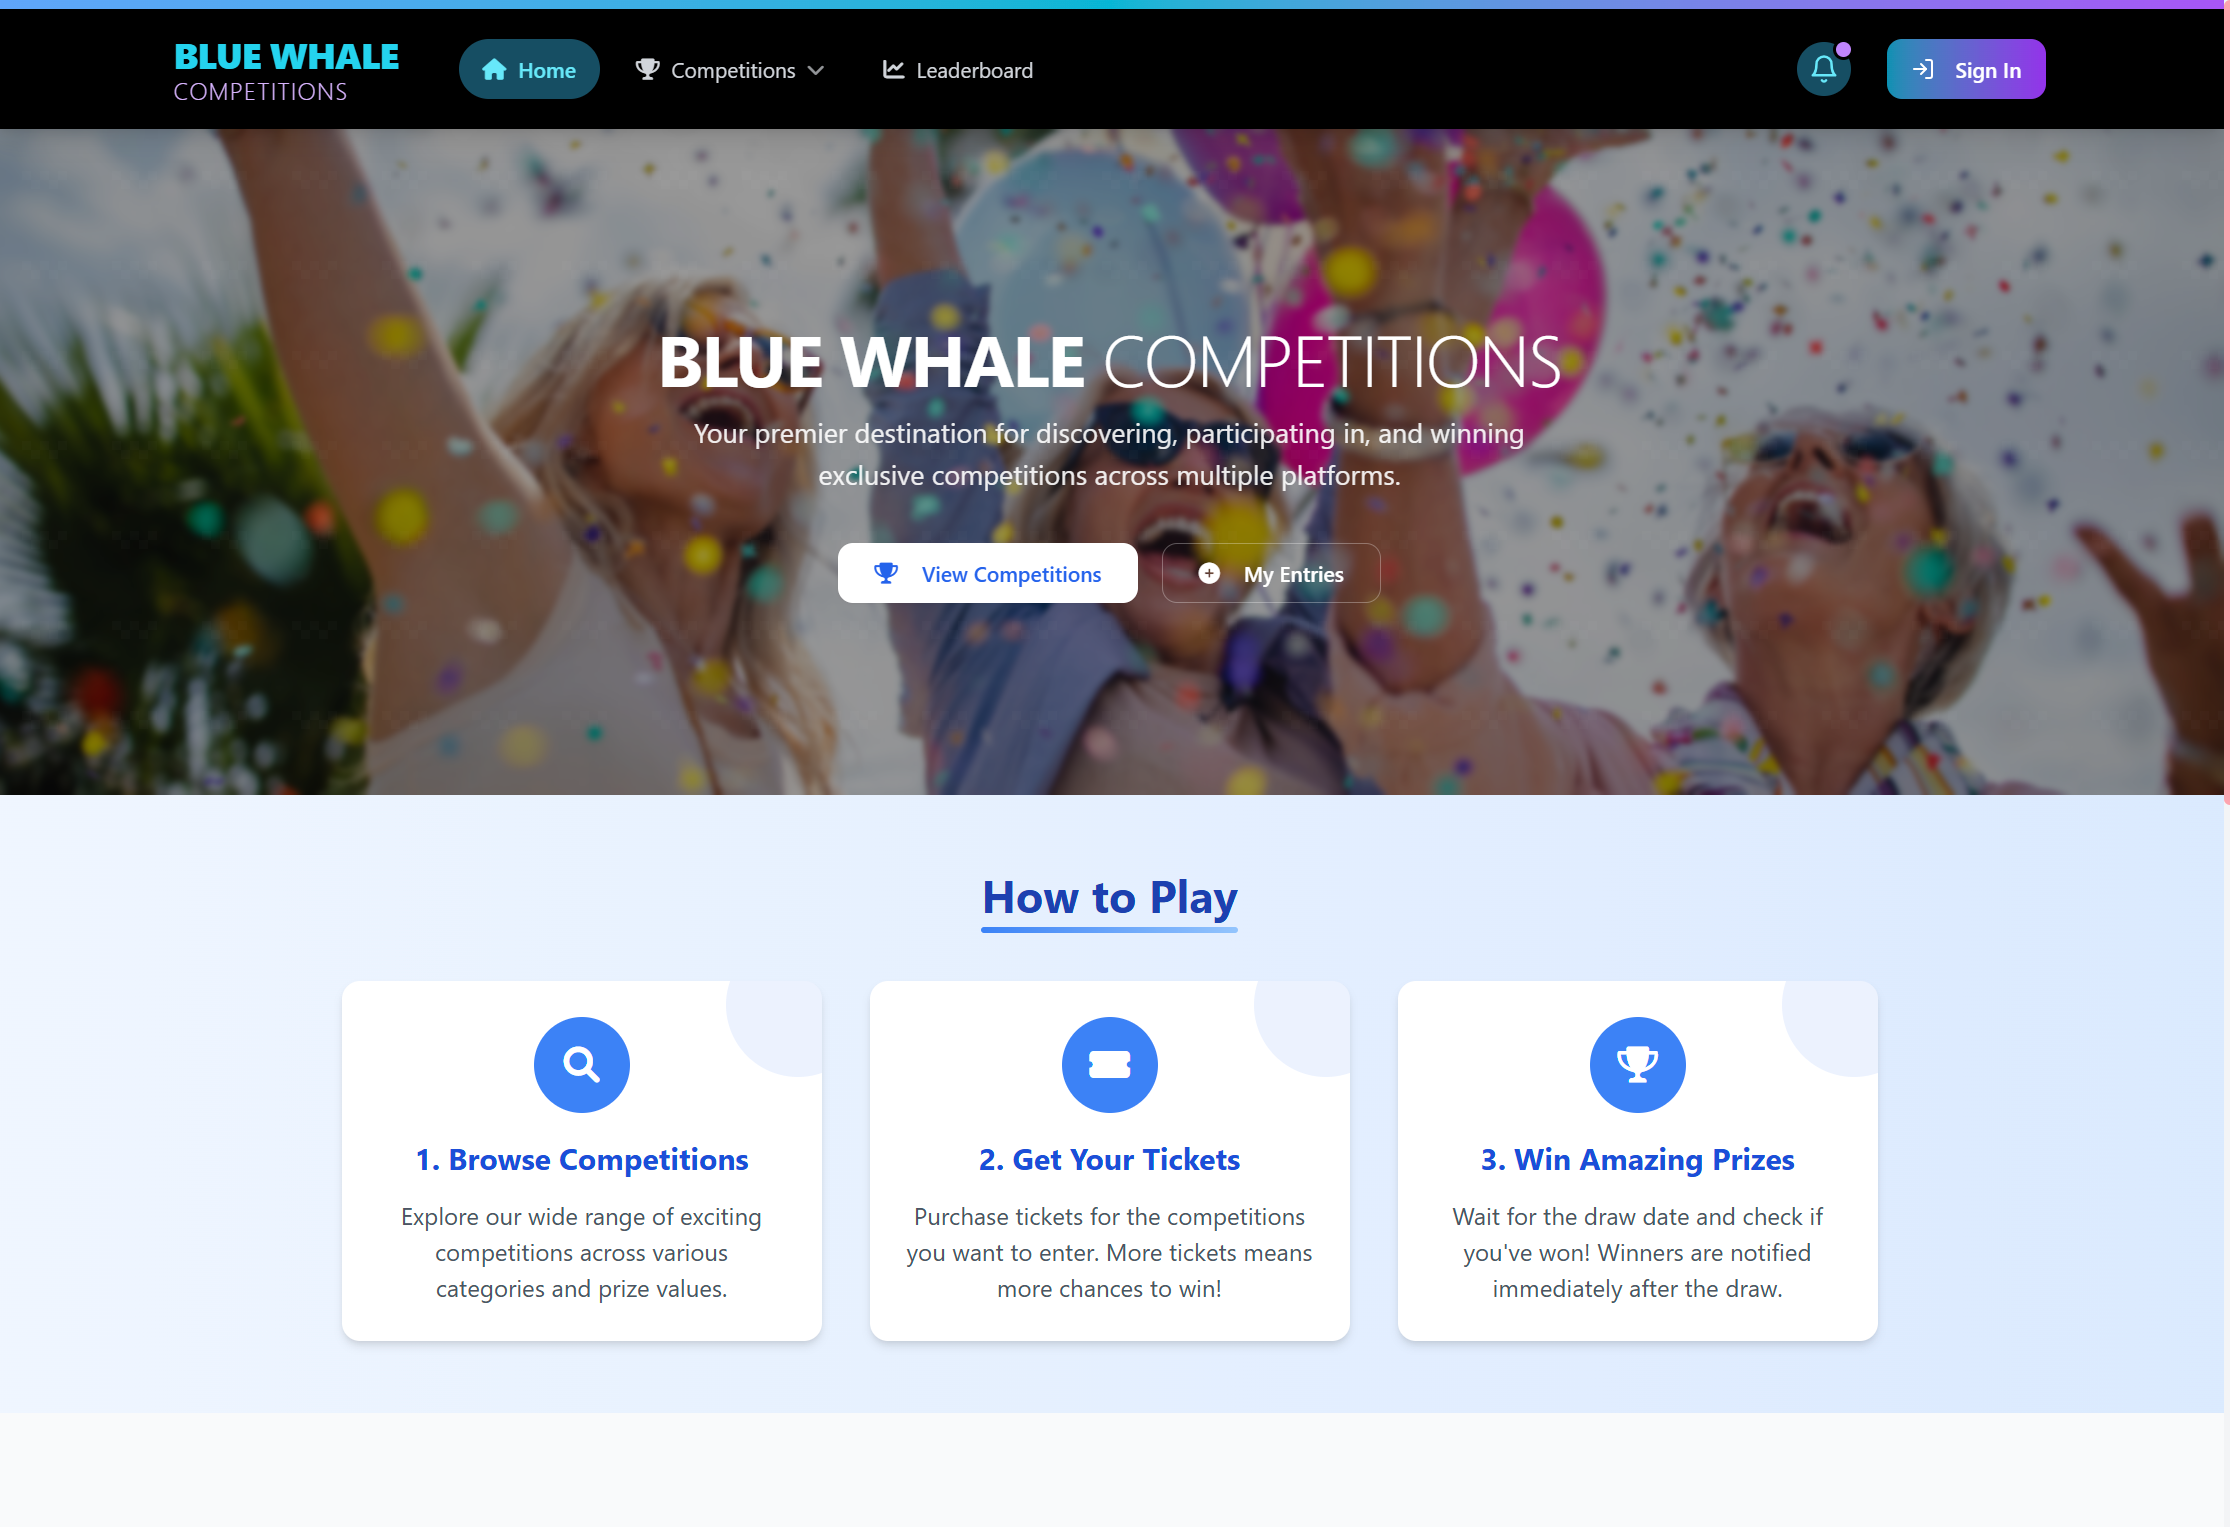 BLUE WHALE
COMPETITIONS
Home
Competitions
Leaderboard
Sign In
BLUE WHALE COMPETITIONS
Your premier destination for discovering, participating in, and winning
exclusive competitions across multiple platforms.
View Competitions
My Entries
How to Play
1. Browse Competitions
Explore our wide range of exciting
competitions across various
categories and prize values.
2. Get Your Tickets
Purchase tickets for the competitions
you want to enter. More tickets means
more chances to win!
3. Win Amazing Prizes
Wait for the draw date and check if
you've won! Winners are notified
immediately after the draw.